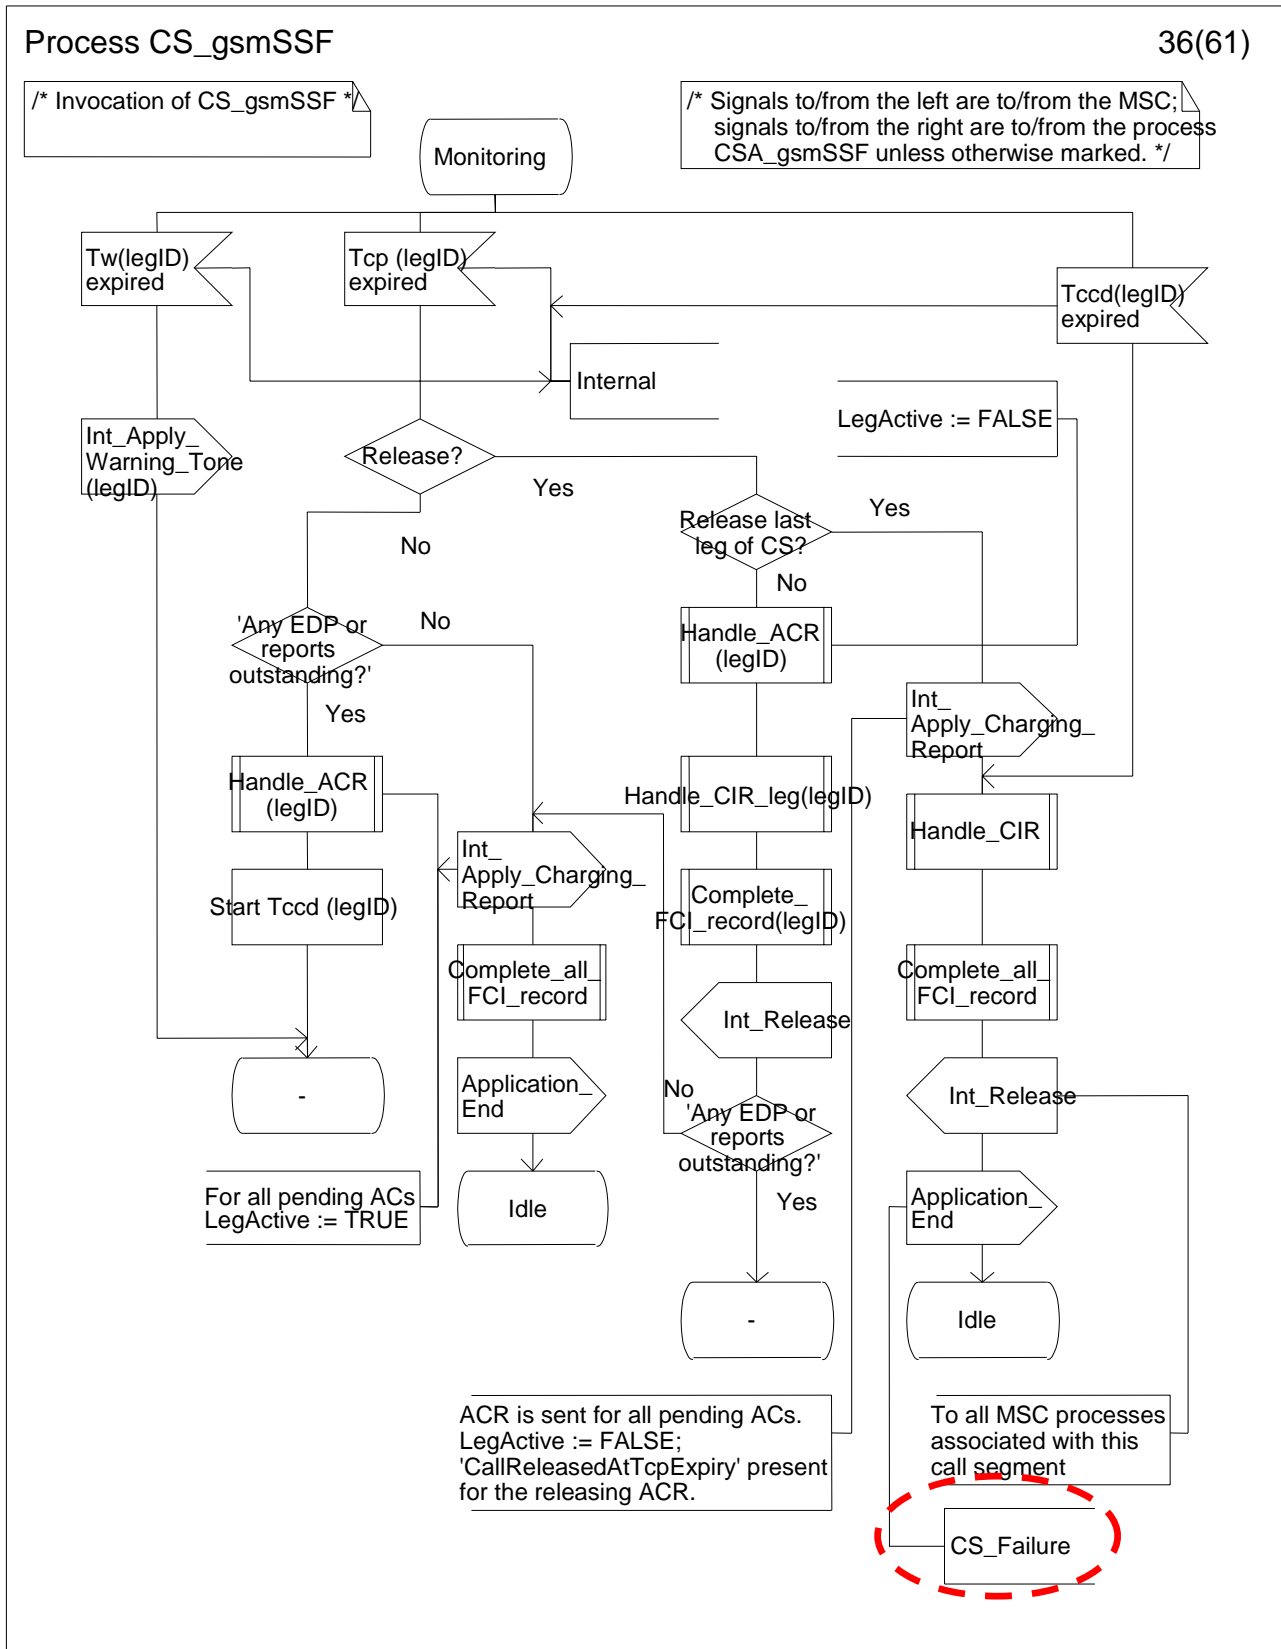 Process CS_gsmSSF
36(61)
/* Invocation of CS_gsmSSF */
/* Signals to/from the left are to/from the MSC;
signals to/from the right are to/from the process
CSA_gsmSSF unless otherwise marked. */
Monitoring
Tw(legID)
expired
Tcp (legID)
expired
Tccd(legID)
expired
Internal
LegActive := FALSE
Int_Apply_
Warning_Tone
(legID)
Release?
Yes
No
Release last
leg of CS?
Yes
No
'Any EDP or
reports
outstanding?'
No
Yes
Handle_ACR
(legID)
Int_
Apply_Charging_
Report
Handle_ACR
(legID)
Handle_CIR_leg(legID)
Handle_CIR
Int_
Apply_Charging_
Report
Start Tccd (legID)
Complete_
FCI_record(legID)
Complete_all_
FCI_record
Complete_all_
FCI_record
Int_Release
Application_
End
-
Int_Release
No
'Any EDP or
reports
outstanding?'
Yes
For all pending ACs
LegActive := TRUE
Idle
Application_
End
-
Idle
ACR is sent for all pending ACs.
LegActive := FALSE;
'CallReleasedAtTcpExpiry' present
for the releasing ACR.
To all MSC processes
associated with this
call segment
CS_Failure